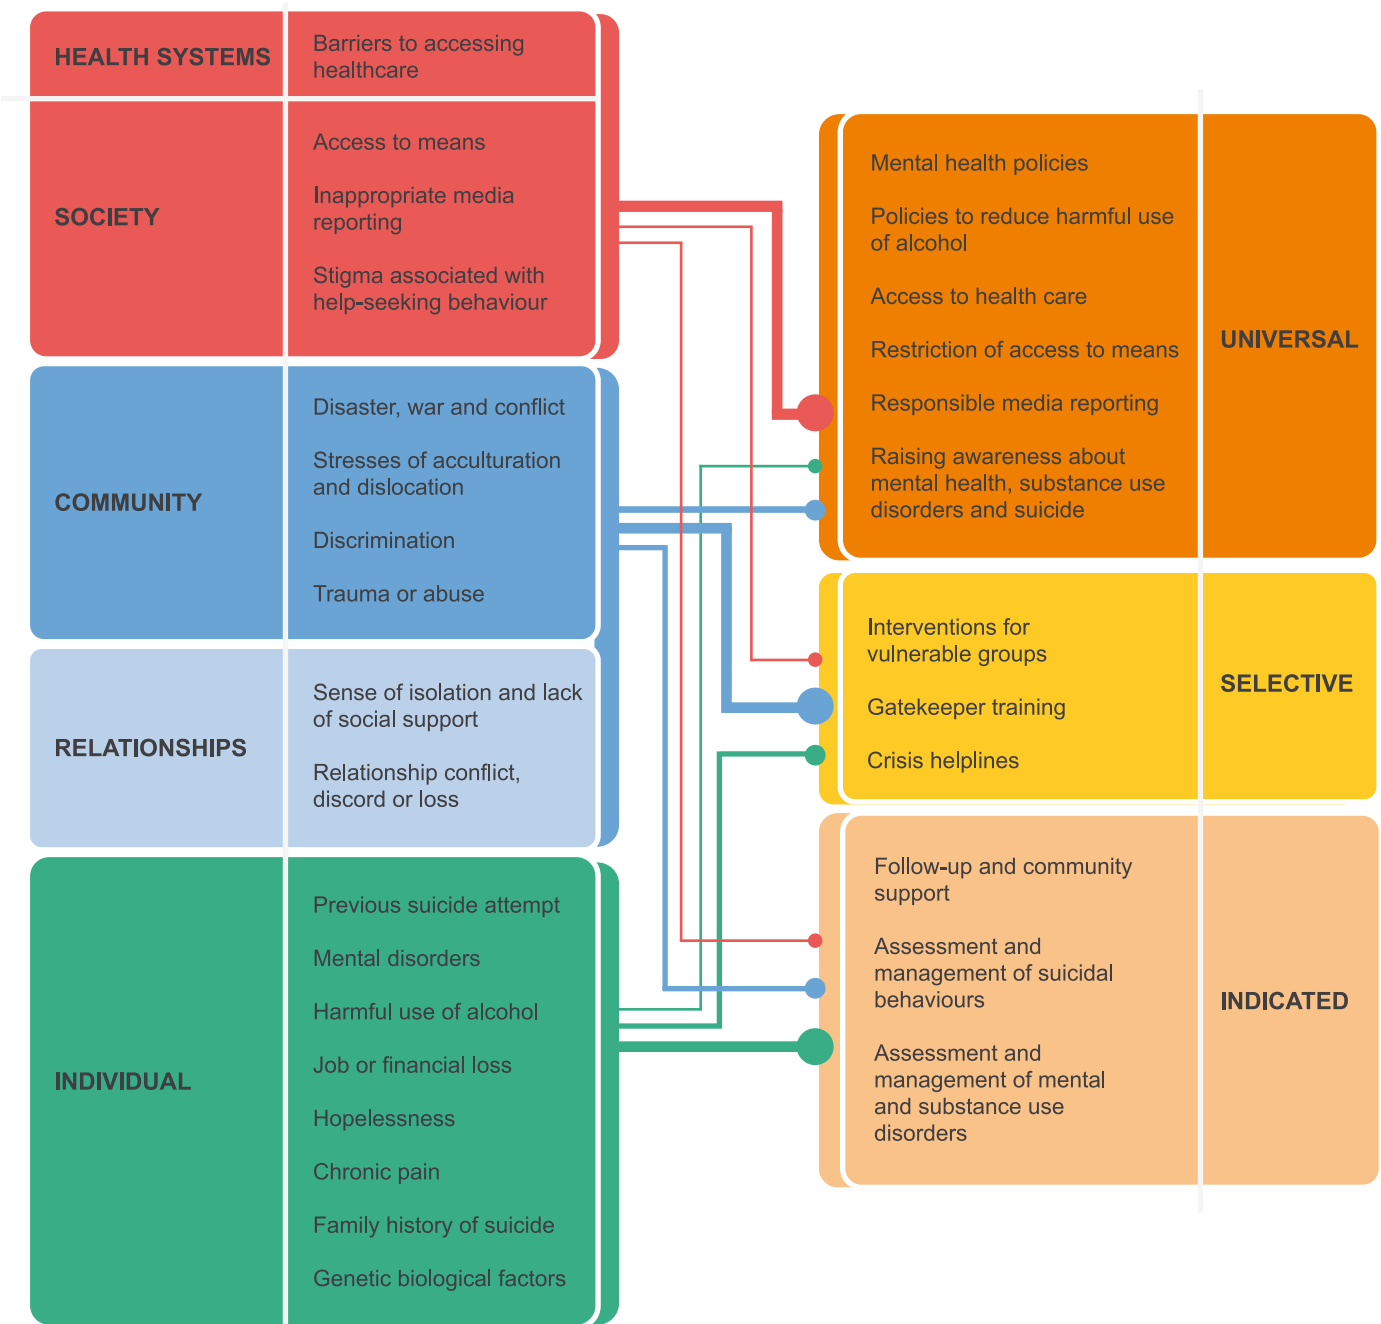 HEALTH SYSTEMS
Barriers to accessing
healthcare
SOCIETY
Access to means
Inappropriate media
reporting
Stigma associated with
help-seeking behaviour
COMMUNITY
Disaster, war and conflict
Stresses of acculturation
and dislocation
Discrimination
Trauma or abuse
RELATIONSHIPS
Sense of isolation and lack
of social support
Relationship conflict,
discord or loss
INDIVIDUAL
Previous suicide attempt
Mental disorders
Harmful use of alcohol
Job or financial loss
Hopelessness
Chronic pain
Family history of suicide
Genetic biological factors
Mental health policies
Policies to reduce harmful use
of alcohol
Access to health care
Restriction of access to means
Responsible media reporting
Raising awareness about
mental health, substance use
disorders and suicide
UNIVERSAL
Interventions for
vulnerable groups
Gatekeeper training
Crisis helplines
SELECTIVE
Follow-up and community
support
Assessment and
management of suicidal
behaviours
Assessment and
management of mental
and substance use
disorders
INDICATED